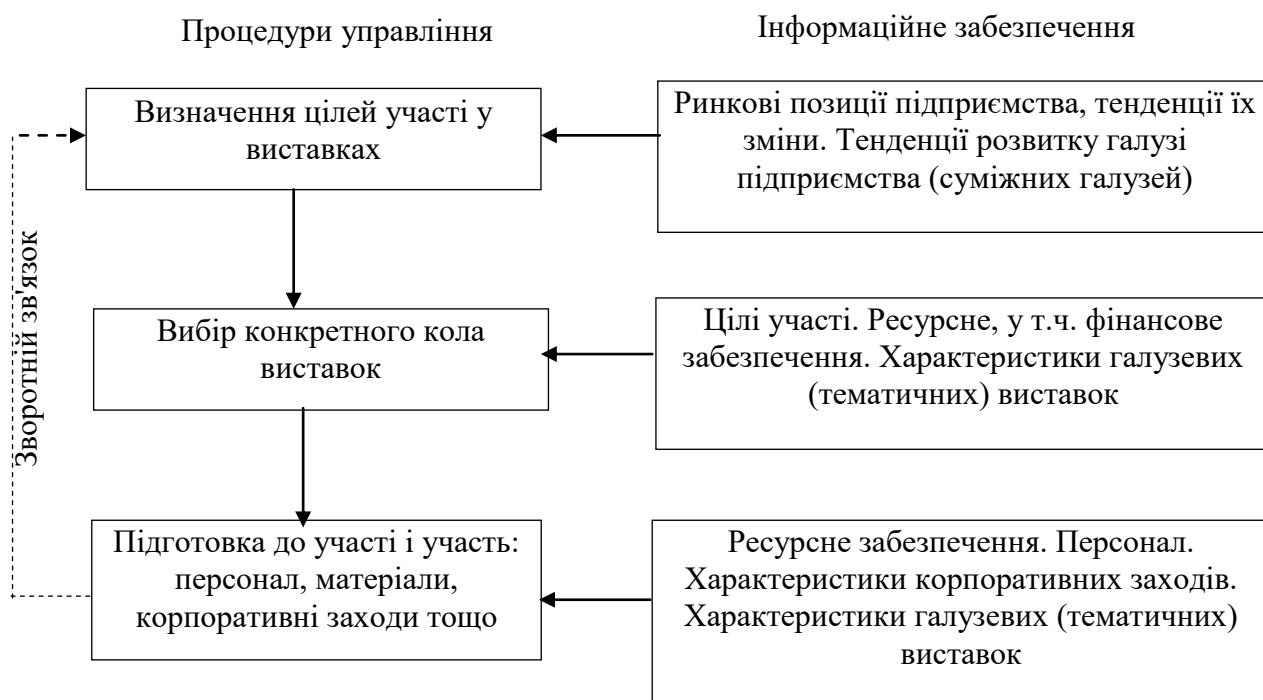 Процедури управління
Інформаційне забезпечення
Визначення цілей участі у
виставках
Ринкові позиції підприємства, тенденції їх
зміни. Тенденції розвитку галузі
підприємства (суміжних галузей)
Зворотній зв'язок
Вибір конкретного кола
виставок
Цілі участі. Ресурсне, у т.ч. фінансове
забезпечення. Характеристики галузевих
(тематичних) виставок
Підготовка до участі і участь:
персонал, матеріали,
корпоративні заходи тощо
Ресурсне забезпечення. Персонал.
Характеристики корпоративних заходів.
Характеристики галузевих (тематичних)
виставок